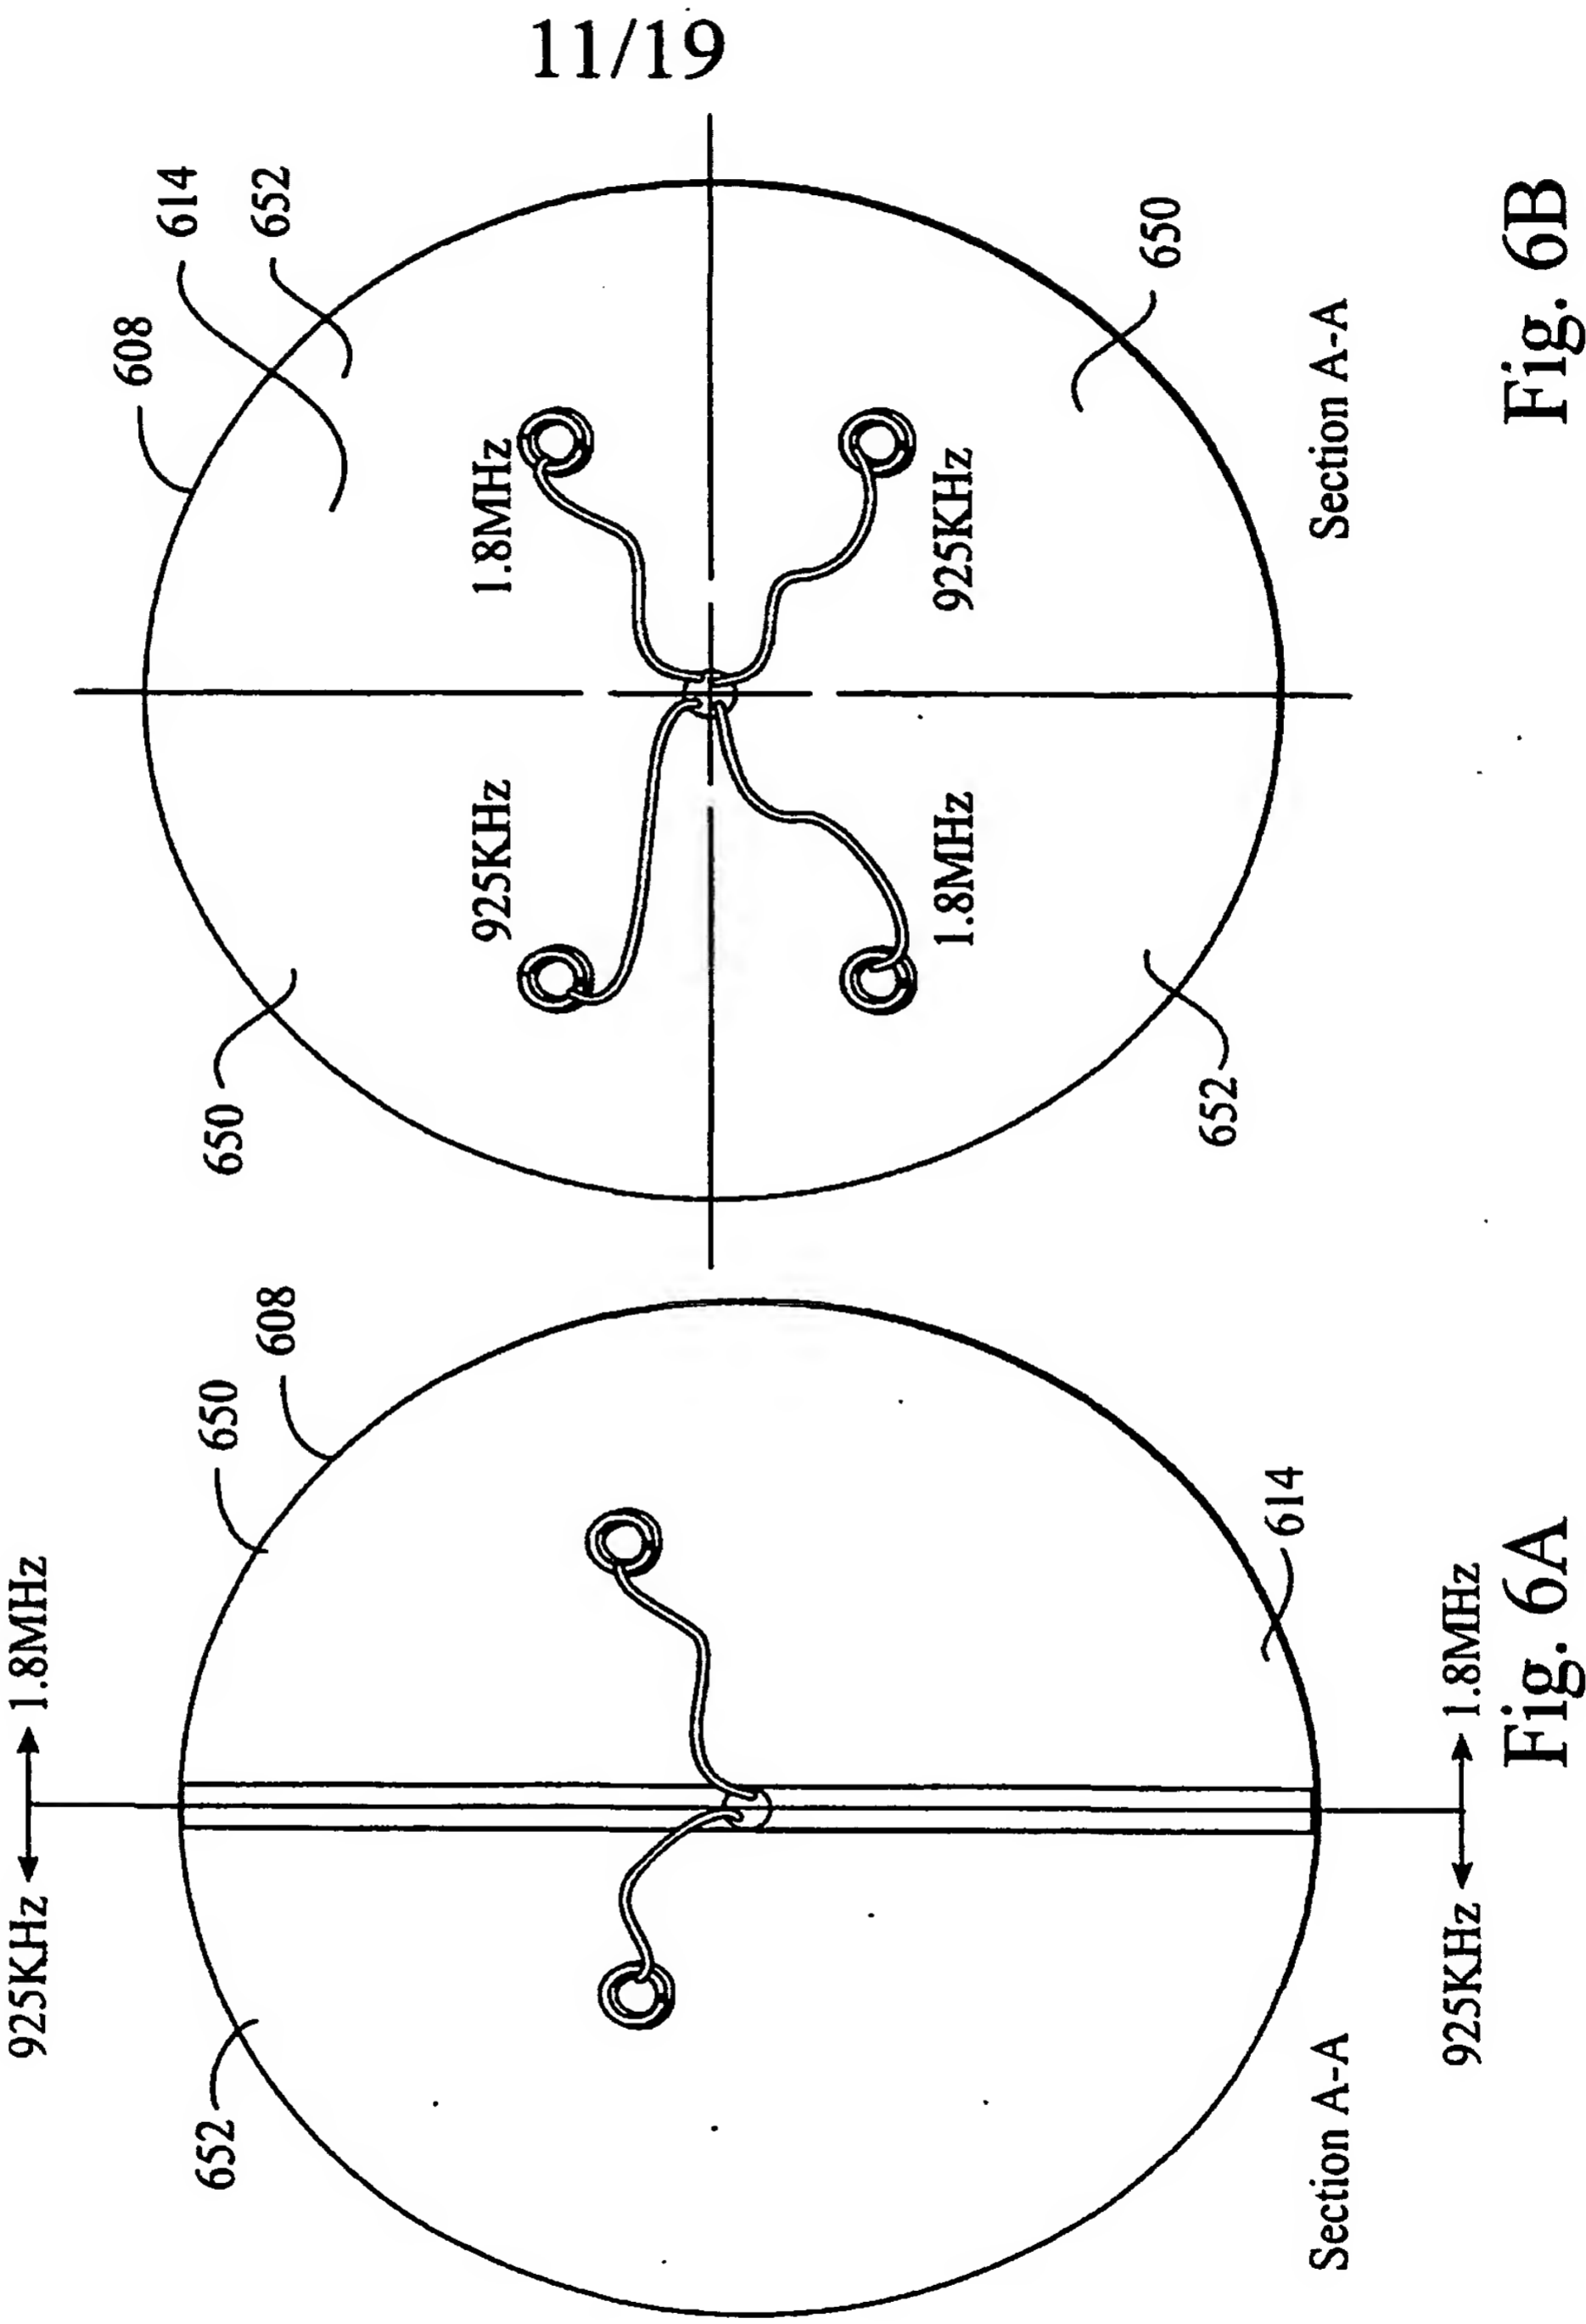 11/19
925KHz
1.8MHz
652
650
608
614
925KHz
1.8MHz
Section A-A
Fig. 6A
608
614
652
650
650
652
925KHz
1.8MHz
1.8MHz
925KHz
Section A-A
Fig. 6B